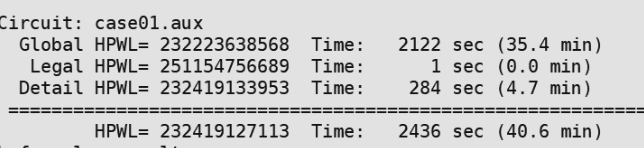 Circuit: case01.aux
Global HPWL= 232223638568 Time: 2122 sec (35.4 min)
Legal HPWL= 251154756689 Time: 1 sec (0.0 min)
Detail HPWL= 232419133953 Time: 284 sec (4.7 min)
===========================================================
HPWL= 232419127113 Time: 2436 sec (40.6 min)